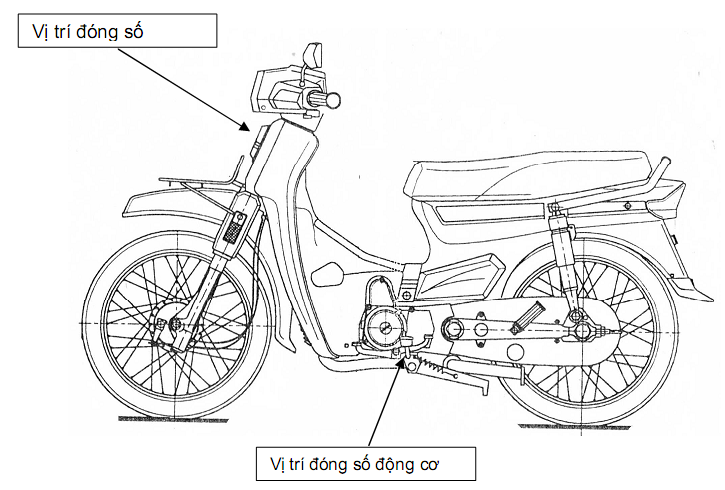 Vị trí đóng số
Vị trí đóng số động cơ